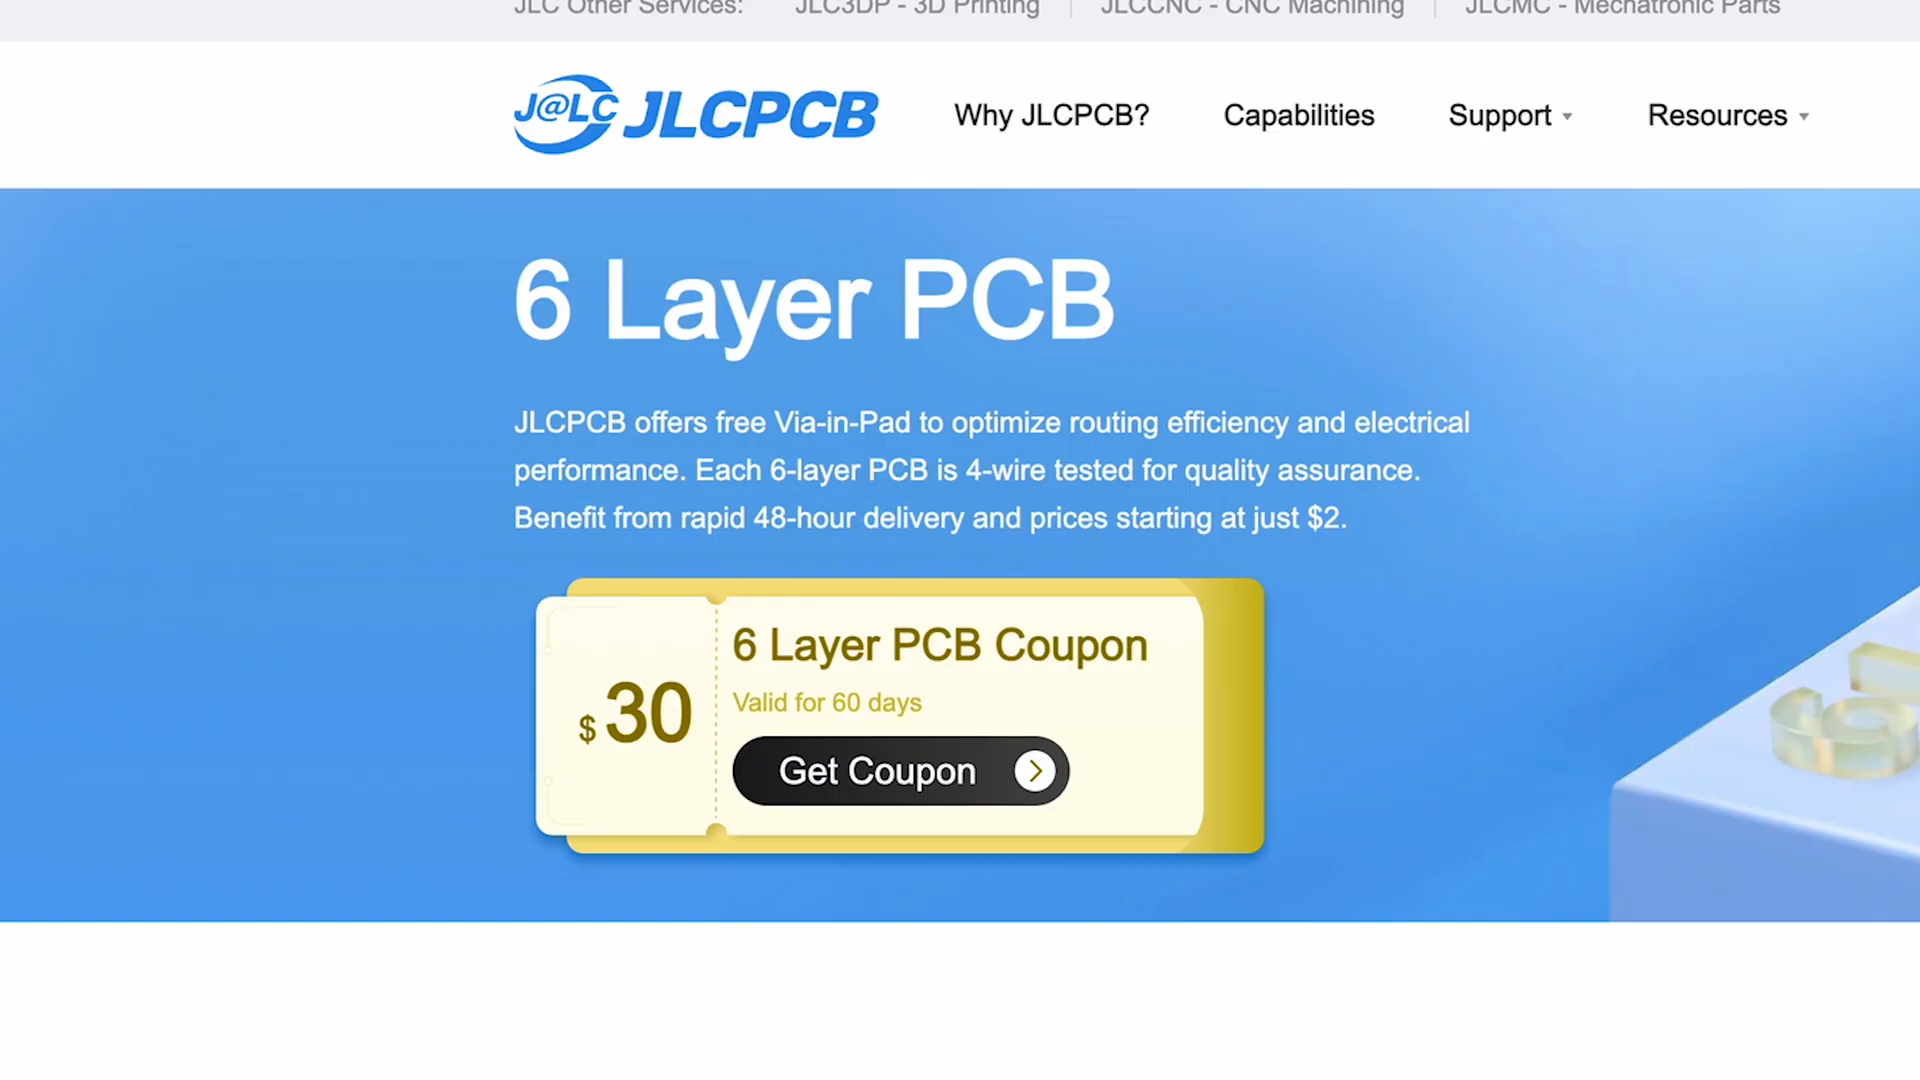 JLC Other Services: JLC3DP - 3D Printing JLCCNC - CNC Machining JLCMC - Mechatronic Parts
J@LC JLCPCB Why JLCPCB? Capabilities Support Resources
6 Layer PCB
JLCPCB offers free Via-in-Pad to optimize routing efficiency and electrical
performance. Each 6-layer PCB is 4-wire tested for quality assurance.
Benefit from rapid 48-hour delivery and prices starting at just $2.
$30
6 Layer PCB Coupon
Valid for 60 days
Get Coupon
6